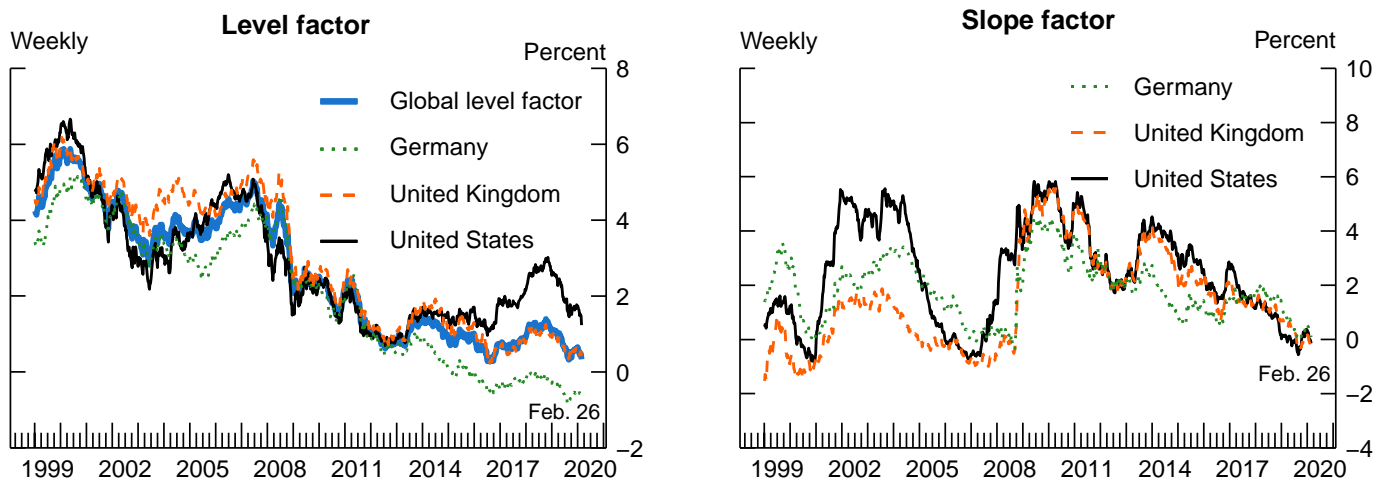 Level factor
Weekly
Percent
8
6
4
2
0
−2
Global level factor
Germany
United Kingdom
United States
Feb. 26
1999 2002 2005 2008 2011 2014 2017 2020
Slope factor
Weekly
Percent
10
8
6
4
2
0
−2
−4
Germany
United Kingdom
United States
Feb. 26
1999 2002 2005 2008 2011 2014 2017 2020